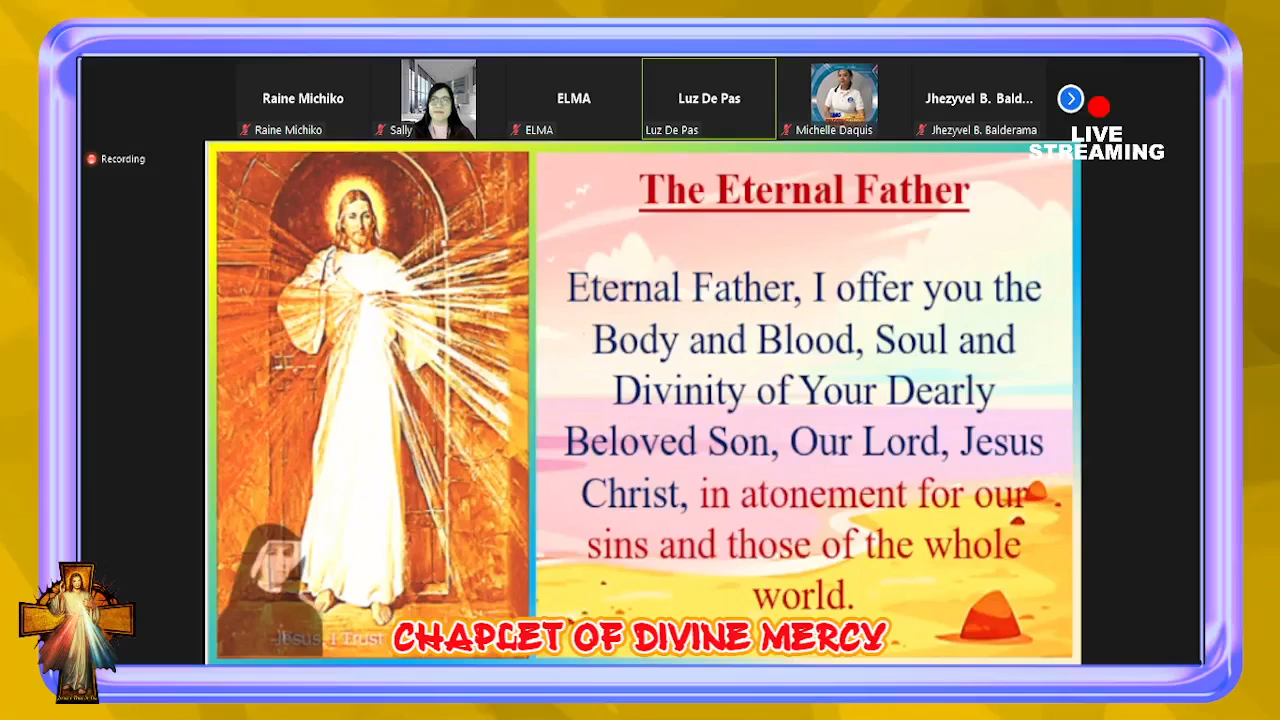 Raine Michiko
ELMA
Luz De Pas
Jhezyvel B. Bald...
Raine Michiko
Sally
ELMA
Luz De Pas
Michelle Daquis
Jhezyvel B. Balderama
LIVE
STREAMING
Recording
The Eternal Father
Eternal Father, I offer you the
Body and Blood, Soul and
Divinity of Your Dearly
Beloved Son, Our Lord, Jesus
Christ, in atonement for our
sins and those of the whole
world.
Jesus, I Trust
CHAPLET OF DIVINE MERCY